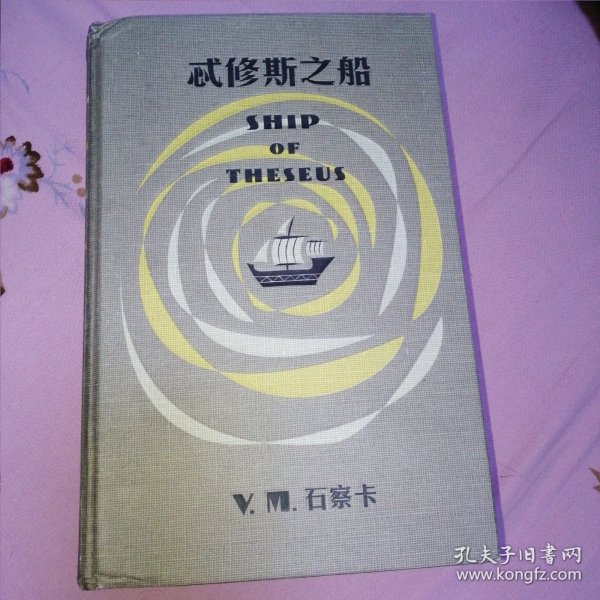 忒修斯之船
SHIP
OF
THESEUS
V. M. 石察卡
孔夫子旧书网
www.kongfz.com